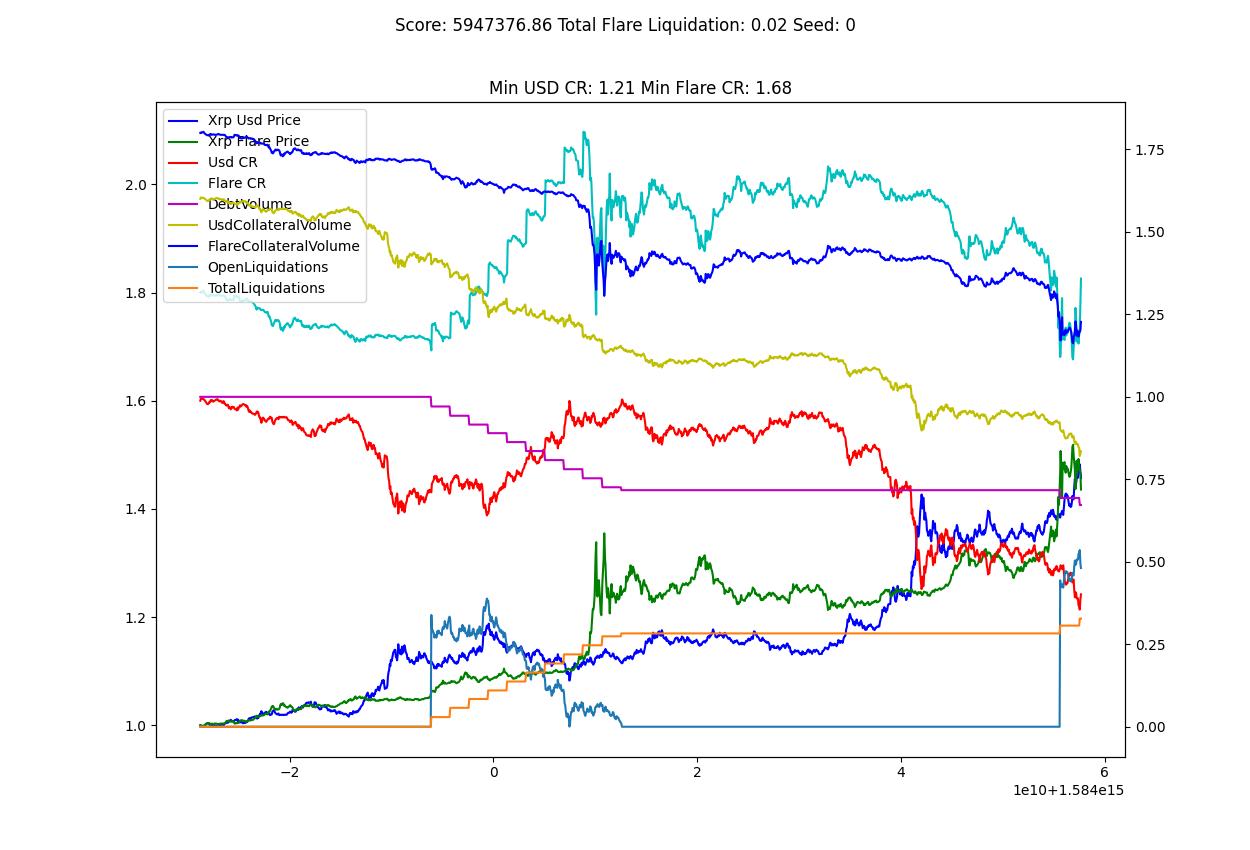 Score: 5947376.86 Total Flare Liquidation: 0.02 Seed: 0
Min USD CR: 1.21 Min Flare CR: 1.68
Xrp Usd Price
Xrp Flare Price
Usd CR
Flare CR
DebtVolume
UsdCollateralVolume
FlareCollateralVolume
OpenLiquidations
TotalLiquidations
2.0
1.8
1.6
1.4
1.2
1.0
1.75
1.50
1.25
1.00
0.75
0.50
0.25
0.00
−2 0 2 4 6
1e10+1.584e15